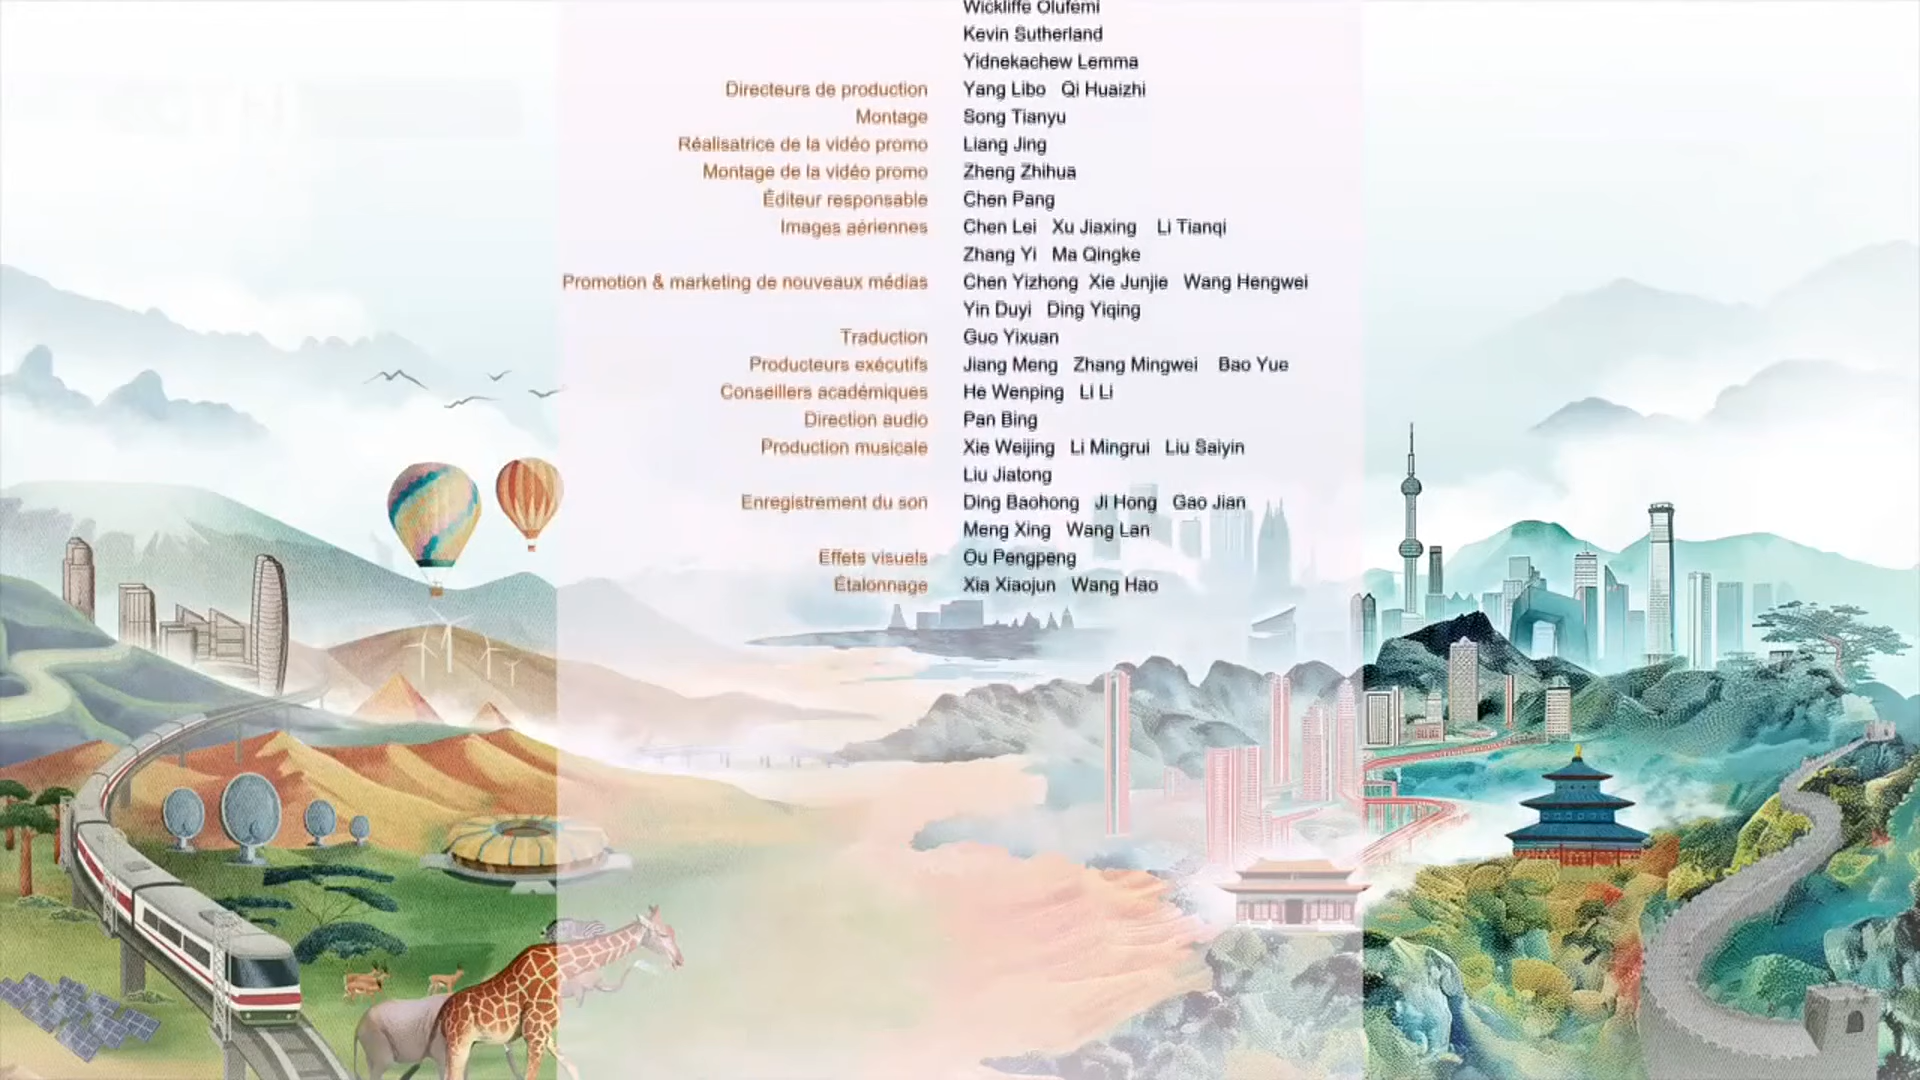 Wickliffe Olufemi
Kevin Sutherland
Yidnekachew Lemma
Directeurs de production Yang Libo Qi Huaizhi
Montage Song Tianyu
Réalisatrice de la vidéo promo Liang Jing
Montage de la vidéo promo Zheng Zhihua
Éditeur responsable Chen Pang
Images aériennes Chen Lei Xu Jiaxing Li Tianqi
Zhang Yi Ma Qingke
Promotion & marketing de nouveaux médias Chen Yizhong Xie Junjie Wang Hengwei
Yin Duyi Ding Yiqing
Traduction Guo Yixuan
Producteurs exécutifs Jiang Meng Zhang Mingwei Bao Yue
Conseillers académiques He Wenping Li Li
Direction audio Pan Bing
Production musicale Xie Weijing Li Mingrui Liu Saiyin
Liu Jiatong
Enregistrement du son Ding Baohong Ji Hong Gao Jian
Meng Xing Wang Lan
Effets visuels Ou Pengpeng
Étalonnage Xia Xiaojun Wang Hao